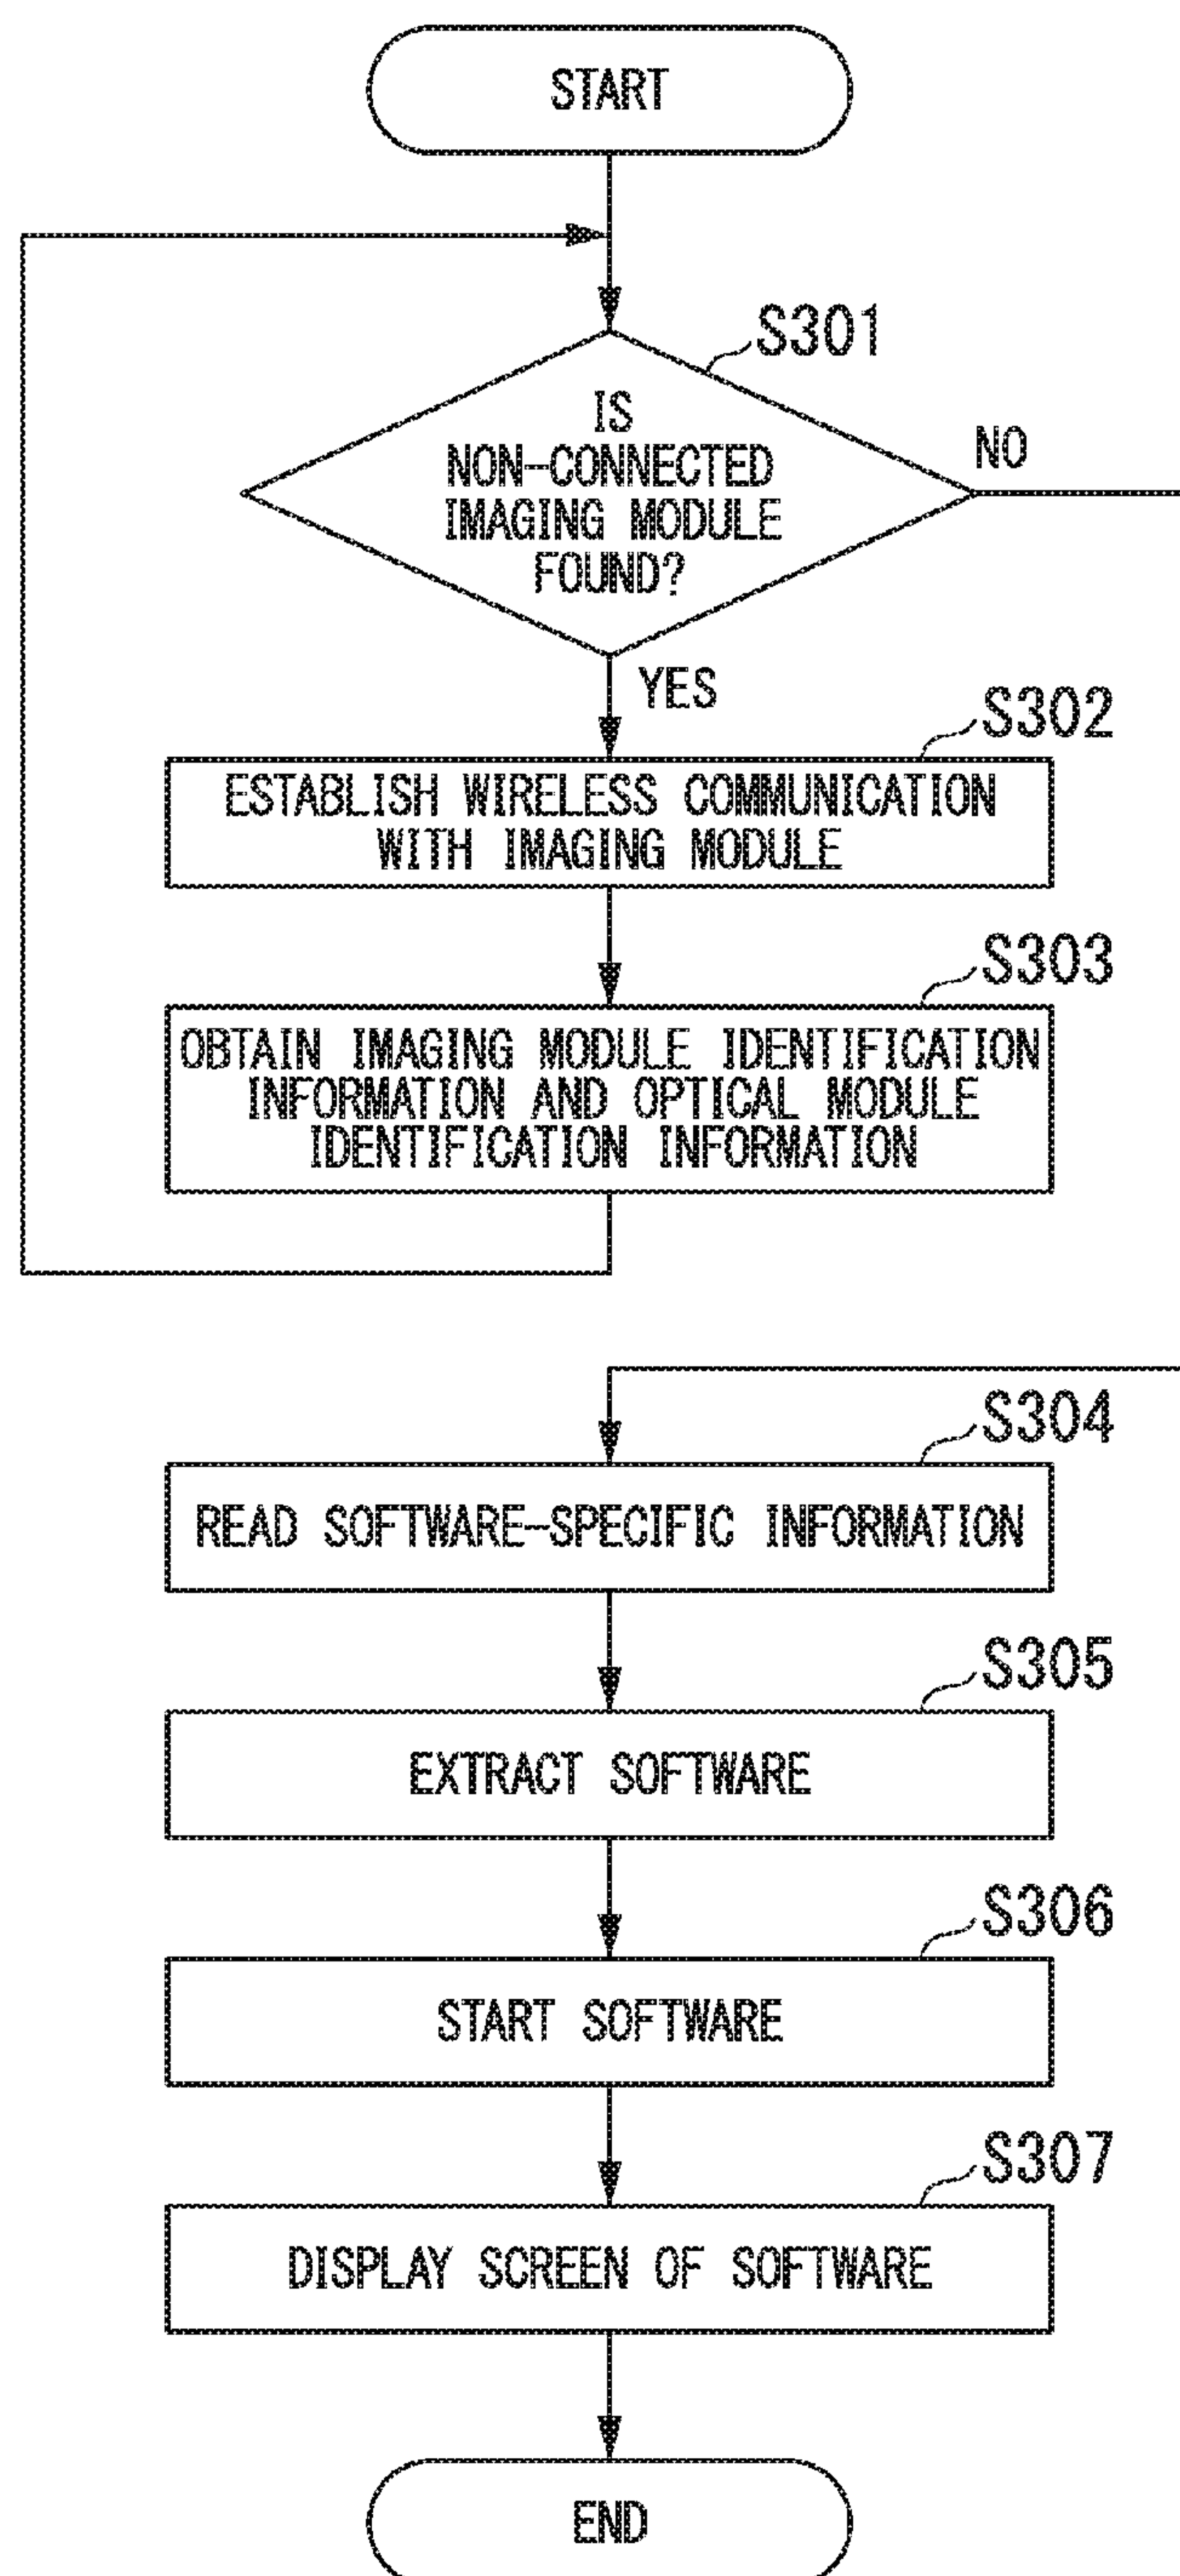 START
S301
IS
NON-CONNECTED
IMAGING MODULE
FOUND?
NO
YES
S302
ESTABLISH WIRELESS COMMUNICATION
WITH IMAGING MODULE
S303
OBTAIN IMAGING MODULE IDENTIFICATION
INFORMATION AND OPTICAL MODULE
IDENTIFICATION INFORMATION
S304
READ SOFTWARE-SPECIFIC INFORMATION
S305
EXTRACT SOFTWARE
S306
START SOFTWARE
S307
DISPLAY SCREEN OF SOFTWARE
END